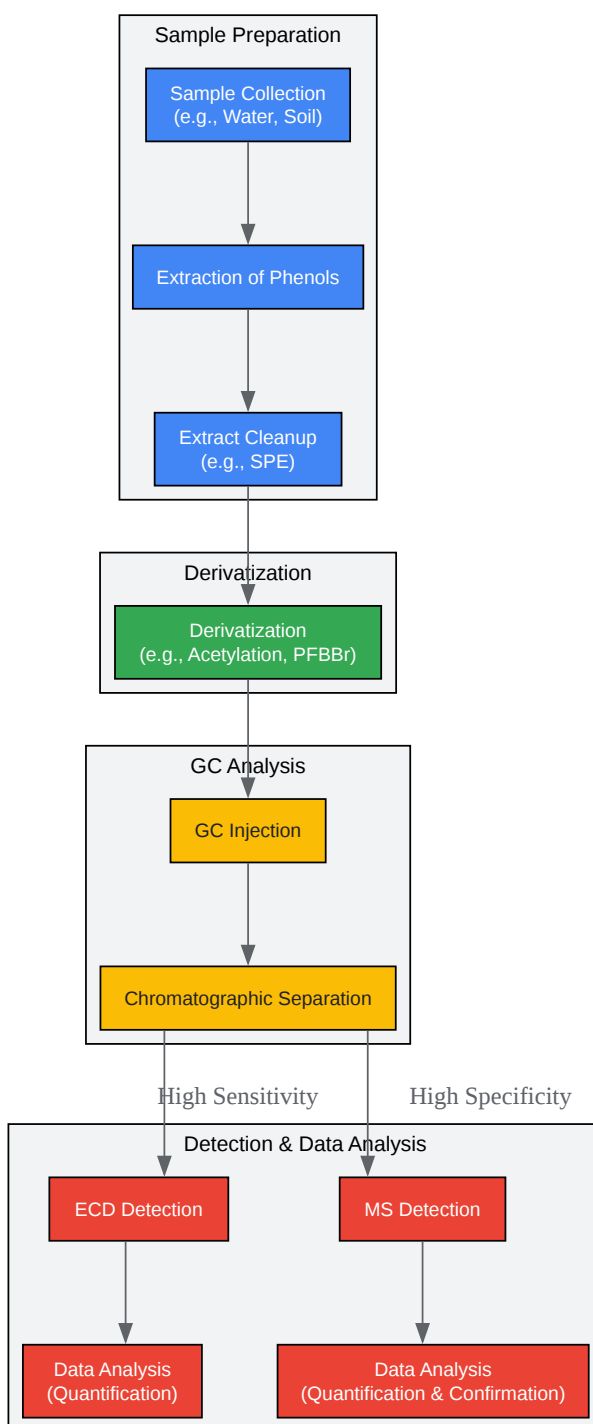 Sample Preparation
Sample Collection
(e.g., Water, Soil)
Extraction of Phenols
Extract Cleanup
(e.g., SPE)
Derivatization
Derivatization
(e.g., Acetylation, PFBBr)
GC Analysis
GC Injection
Chromatographic Separation
High Sensitivity
High Specificity
Detection & Data Analysis
ECD Detection
MS Detection
Data Analysis
(Quantification)
Data Analysis
(Quantification & Confirmation)